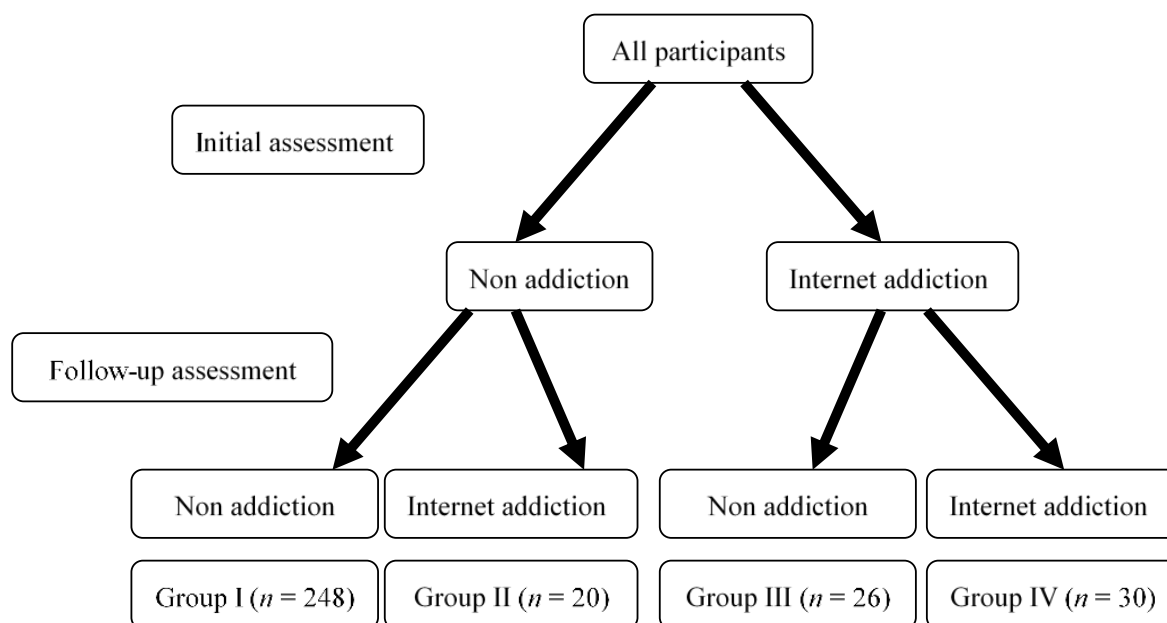 All participants
Initial assessment
Non addiction
Internet addiction
Follow-up assessment
Non addiction
Internet addiction
Non addiction
Internet addiction
Group I (n = 248)
Group II (n = 20)
Group III (n = 26)
Group IV (n = 30)